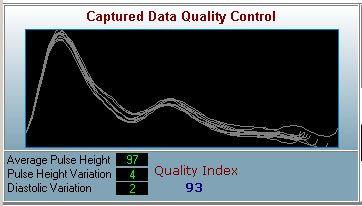 Captured Data Quality Control
Average Pulse Height 97
Pulse Height Variation 4
Diastolic Variation 2
Quality Index
93